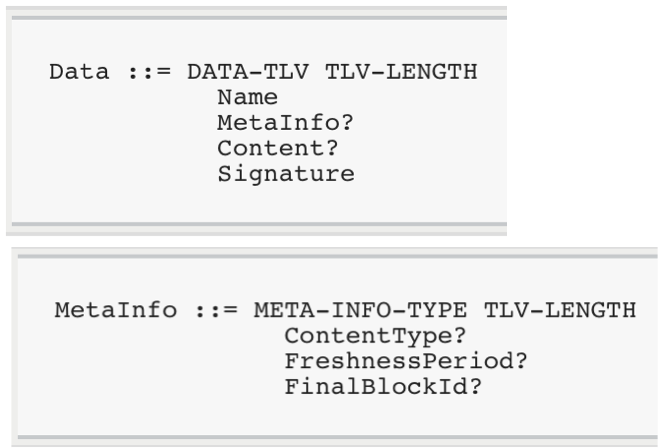 Data ::= DATA-TLV TLV-LENGTH
Name
MetaInfo?
Content?
Signature
MetaInfo ::= META-INFO-TYPE TLV-LENGTH
ContentType?
FreshnessPeriod?
FinalBlockId?